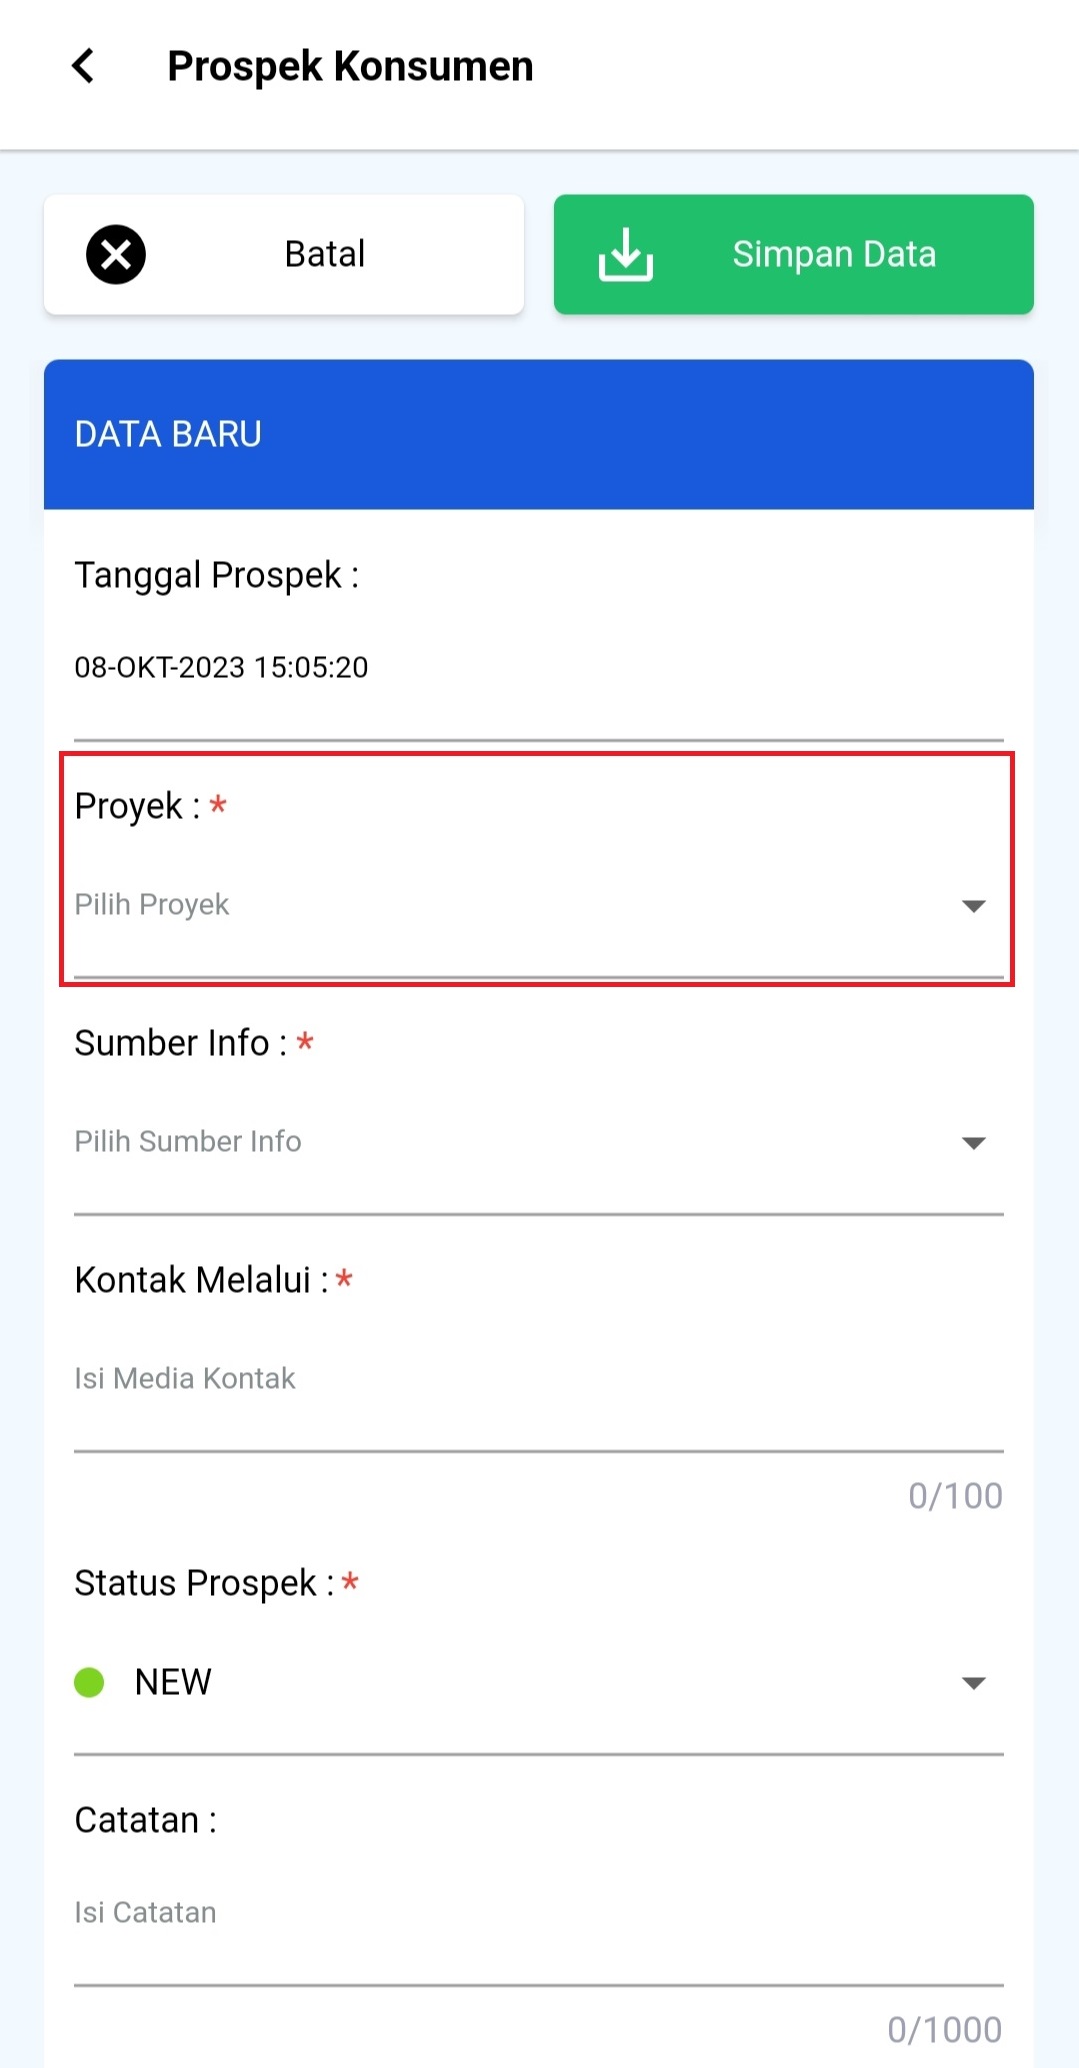 Prospek Konsumen
Batal
Simpan Data
DATA BARU
Tanggal Prospek :
08-OKT-2023 15:05:20
Proyek : *
Pilih Proyek
Sumber Info : *
Pilih Sumber Info
Kontak Melalui : *
Isi Media Kontak
0/100
Status Prospek : *
NEW
Catatan :
Isi Catatan
0/1000